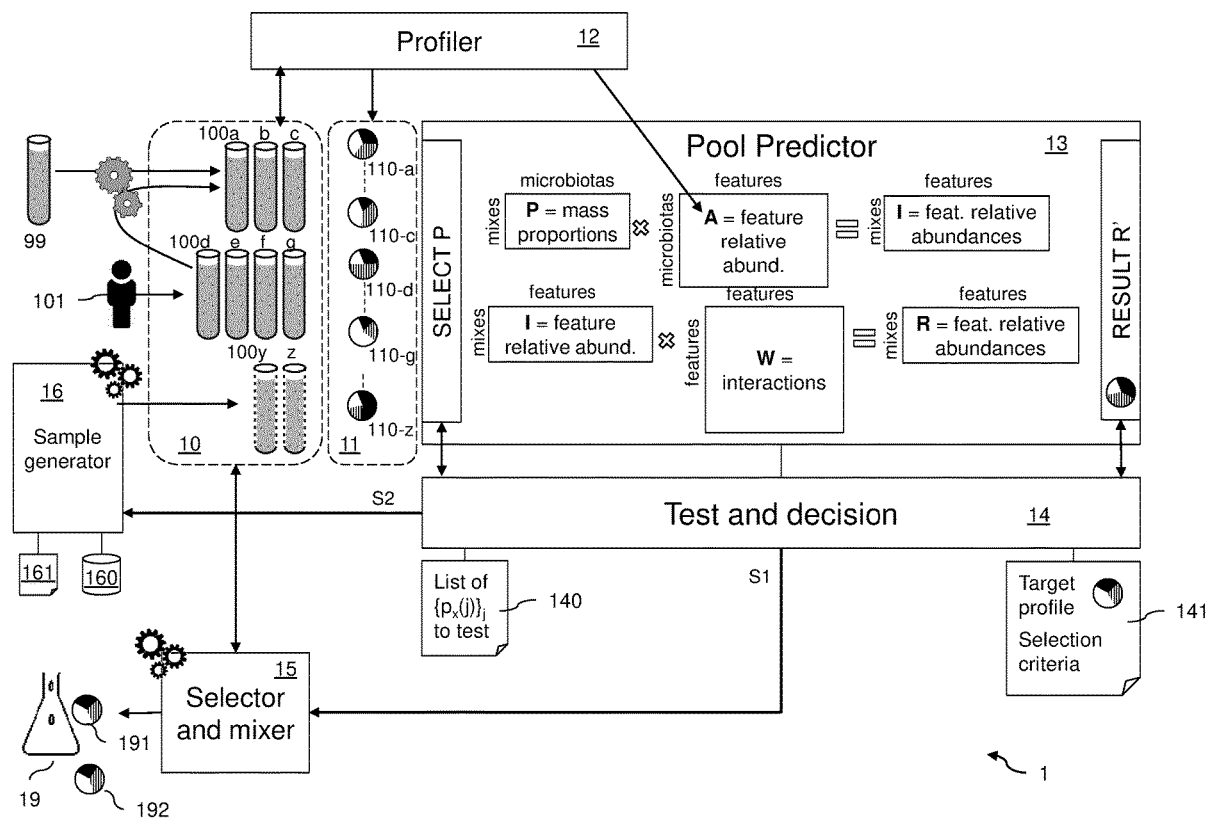 Profiler 12
100a b c
99
100d e f g
101
100y z
10
110-a
110-c
110-d
110-g
110-z
11
Pool Predictor 13
SELECT P
RESULT R'
microbiotas
features
features
mixes
P = mass
proportions
microbiotas
A = feature
relative
abund.
mixes
I = feat. relative
abundances
features
features
features
mixes
I = feature
relative abund.
features
W =
interactions
mixes
R = feat. relative
abundances
16
Sample
generator
161
160
S2
Test and decision 14
S1
List of
{px(j)}j
to test
140
Target
profile
Selection
criteria
141
15
Selector
and mixer
191
19
192
1